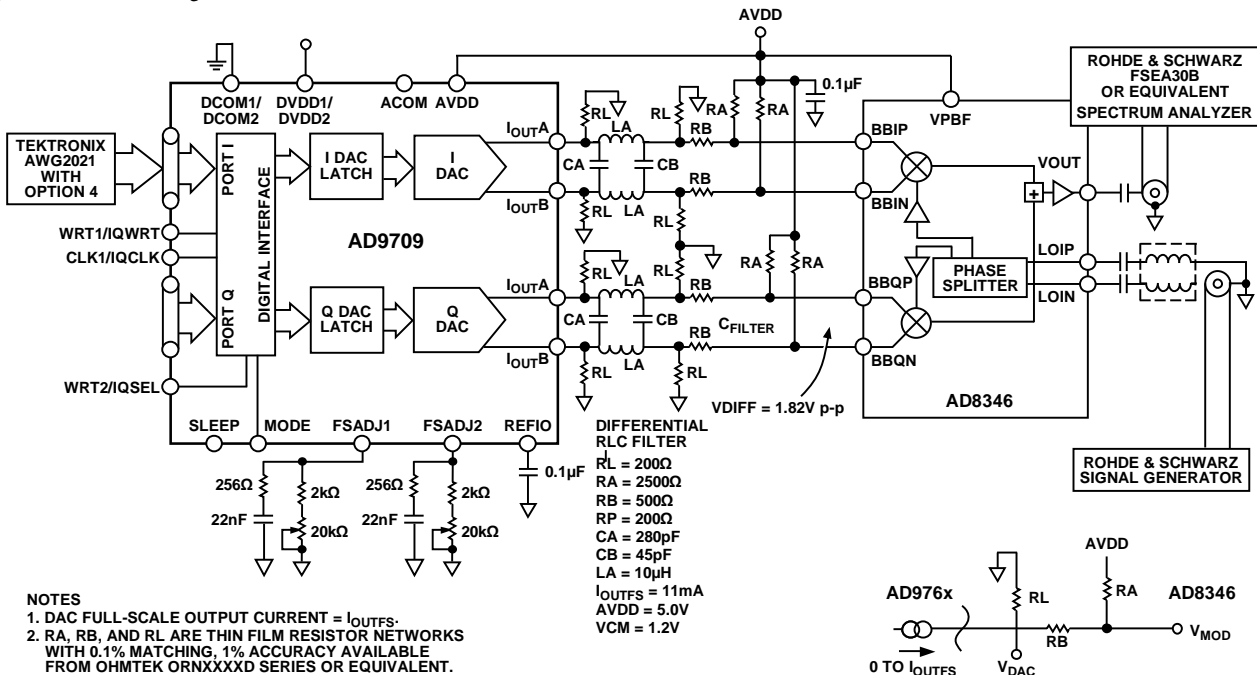 AVDD
ROHDE & SCHWARZ
FSEA30B
OR EQUIVALENT
SPECTRUM ANALYZER
DCOM1/
DCOM2
DVDD1/
DVDD2
ACOM
AVDD
RL
LA
RL
RB
RA
RA
0.1µF
VPBF
TEKTRONIX
AWG2021
WITH
OPTION 4
PORT I
DIGITAL INTERFACE
I DAC
LATCH
I
DAC
IOUTA
CA
CB
BBIP
VOUT
+
IOUTB
RL
LA
RB
RL
BBIN
AD9709
WRT1/IQWRT
CLK1/IQCLK
PORT Q
Q DAC
LATCH
Q
DAC
IOUTA
RL
LA
RL
RB
RA
RA
BBQP
PHASE
SPLITTER
LOIP
LOIN
CA
CB
CFILTER
IOUTB
RL
LA
RB
RL
BBQN
WRT2/IQSEL
VDIFF = 1.82V p-p
AD8346
SLEEP
MODE
FSADJ1
FSADJ2
REFIO
256Ω
22nF
2kΩ
20kΩ
256Ω
22nF
2kΩ
20kΩ
0.1µF
DIFFERENTIAL
RLC FILTER
RL = 200Ω
RA = 2500Ω
RB = 500Ω
RP = 200Ω
CA = 280pF
CB = 45pF
LA = 10µH
IOUTFS = 11mA
AVDD = 5.0V
VCM = 1.2V
ROHDE & SCHWARZ
SIGNAL GENERATOR
NOTES
1. DAC FULL-SCALE OUTPUT CURRENT = IOUTFS.
2. RA, RB, AND RL ARE THIN FILM RESISTOR NETWORKS
WITH 0.1% MATCHING, 1% ACCURACY AVAILABLE
FROM OHMTEK ORNXXXXD SERIES OR EQUIVALENT.
AD976x
0 TO IOUTFS
RL
VDAC
RB
AVDD
RA
AD8346
VMOD